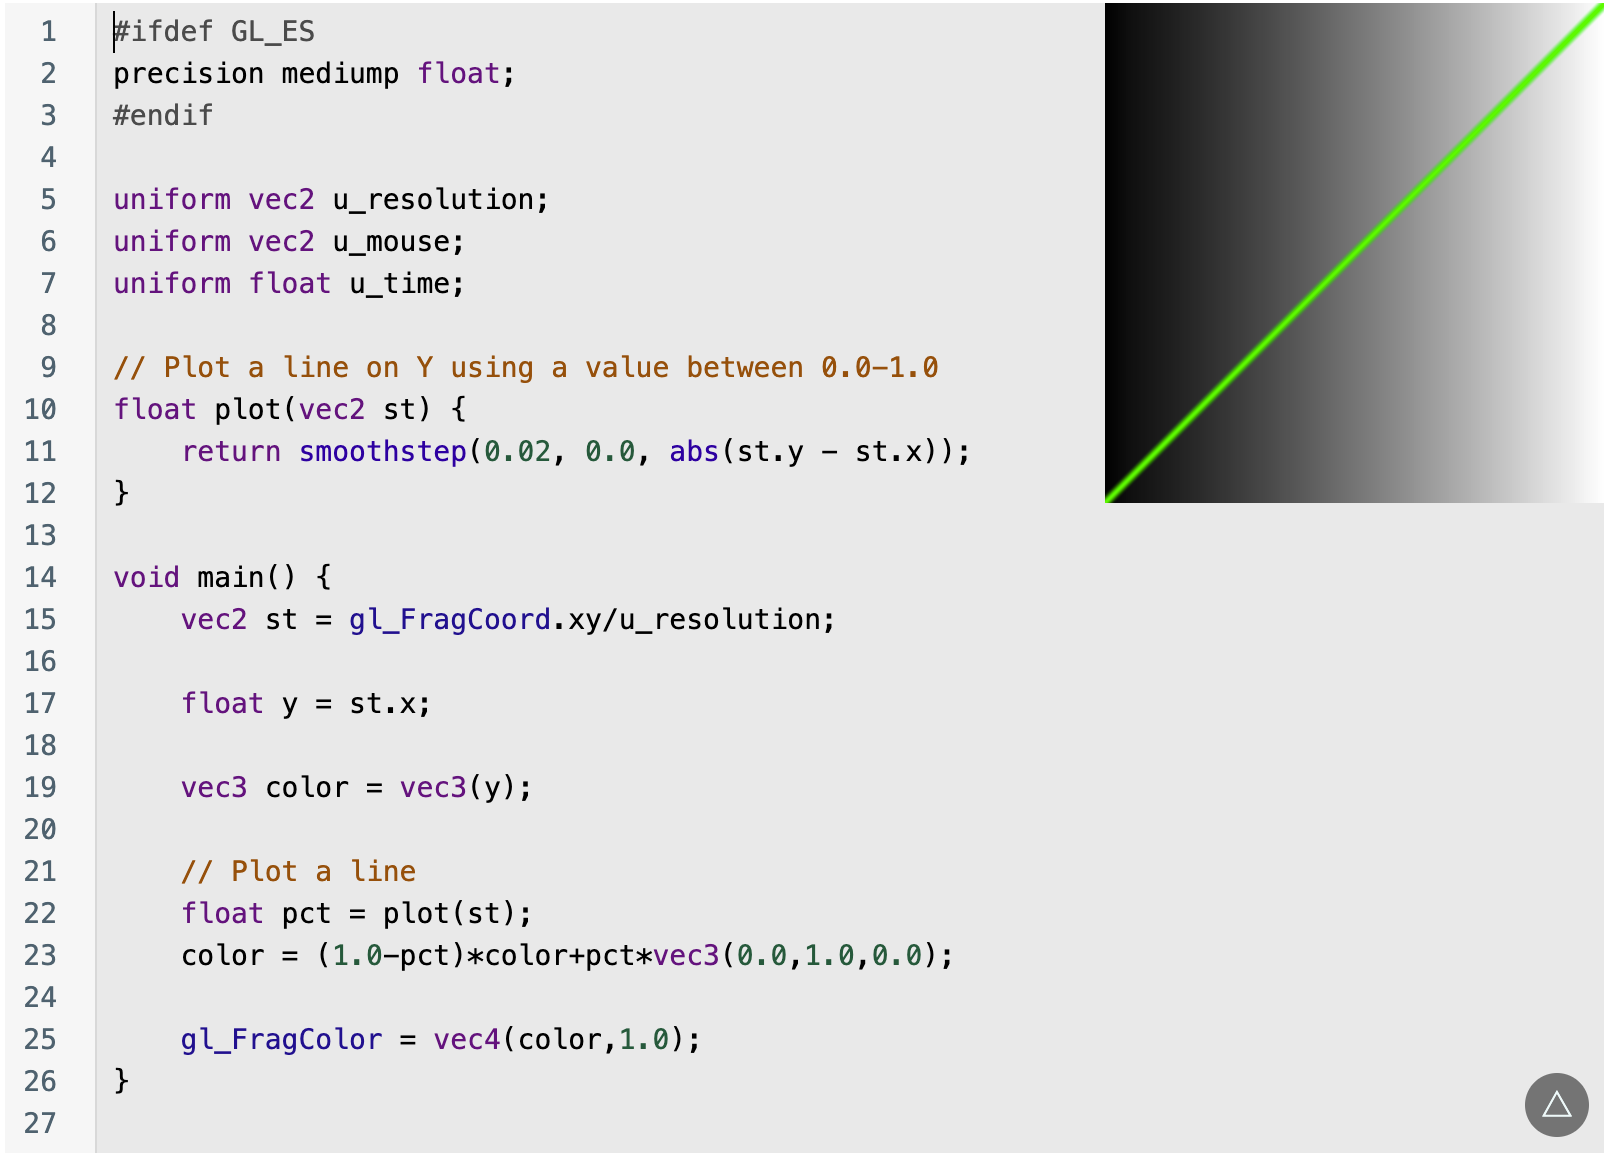 1 #ifdef GL_ES
2 precision mediump float;
3 #endif
4
5 uniform vec2 u_resolution;
6 uniform vec2 u_mouse;
7 uniform float u_time;
8
9 // Plot a line on Y using a value between 0.0-1.0
10 float plot(vec2 st) {
11     return smoothstep(0.02, 0.0, abs(st.y - st.x));
12 }
13
14 void main() {
15     vec2 st = gl_FragCoord.xy/u_resolution;
16
17     float y = st.x;
18
19     vec3 color = vec3(y);
20
21     // Plot a line
22     float pct = plot(st);
23     color = (1.0-pct)*color+pct*vec3(0.0,1.0,0.0);
24
25     gl_FragColor = vec4(color,1.0);
26 }
27